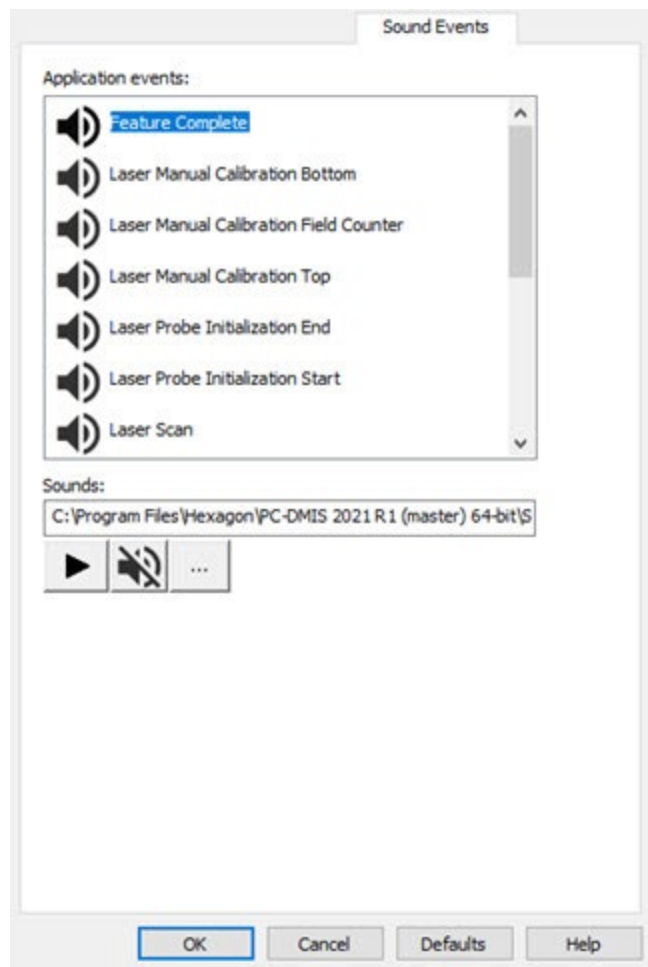 Sound Events
Application events:
Feature Complete
Laser Manual Calibration Bottom
Laser Manual Calibration Field Counter
Laser Manual Calibration Top
Laser Probe Initialization End
Laser Probe Initialization Start
Laser Scan
Sounds:
C:\Program Files\Hexagon\PC-DMIS 2021 R1 (master) 64-bit\S
...
OK Cancel Defaults Help